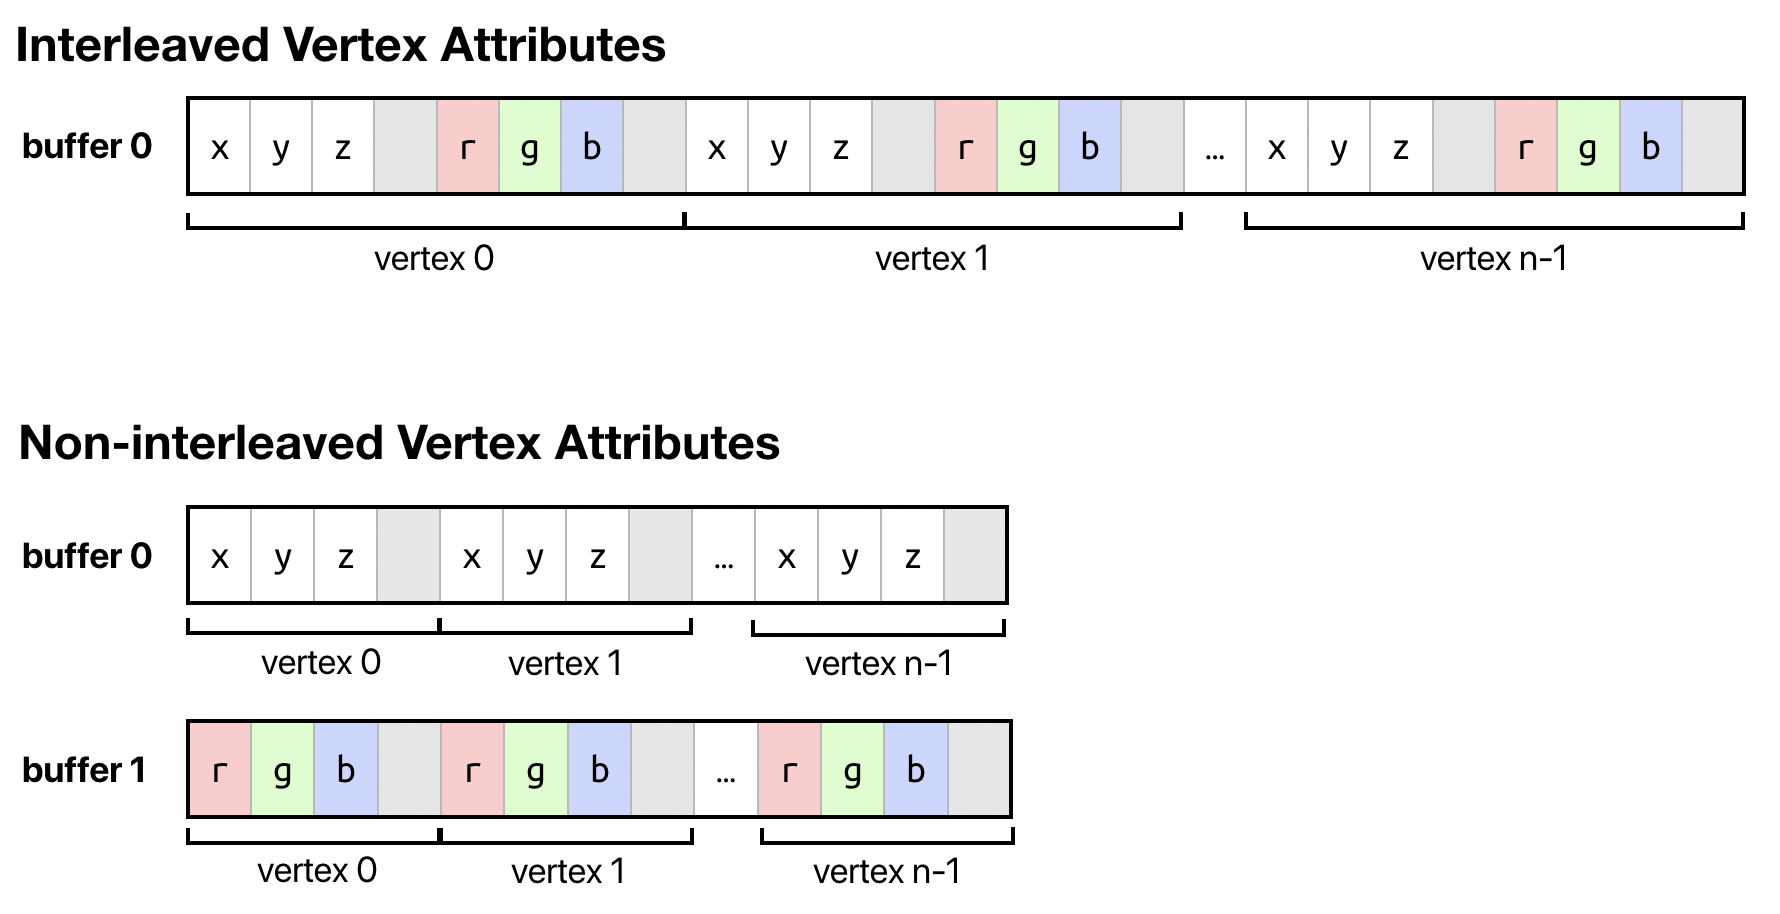 Interleaved Vertex Attributes
buffer 0 x y z r g b x y z r g b ... x y z r g b
vertex 0 vertex 1 vertex n-1
Non-interleaved Vertex Attributes
buffer 0 x y z x y z ... x y z
vertex 0 vertex 1 vertex n-1
buffer 1 r g b r g b ... r g b
vertex 0 vertex 1 vertex n-1